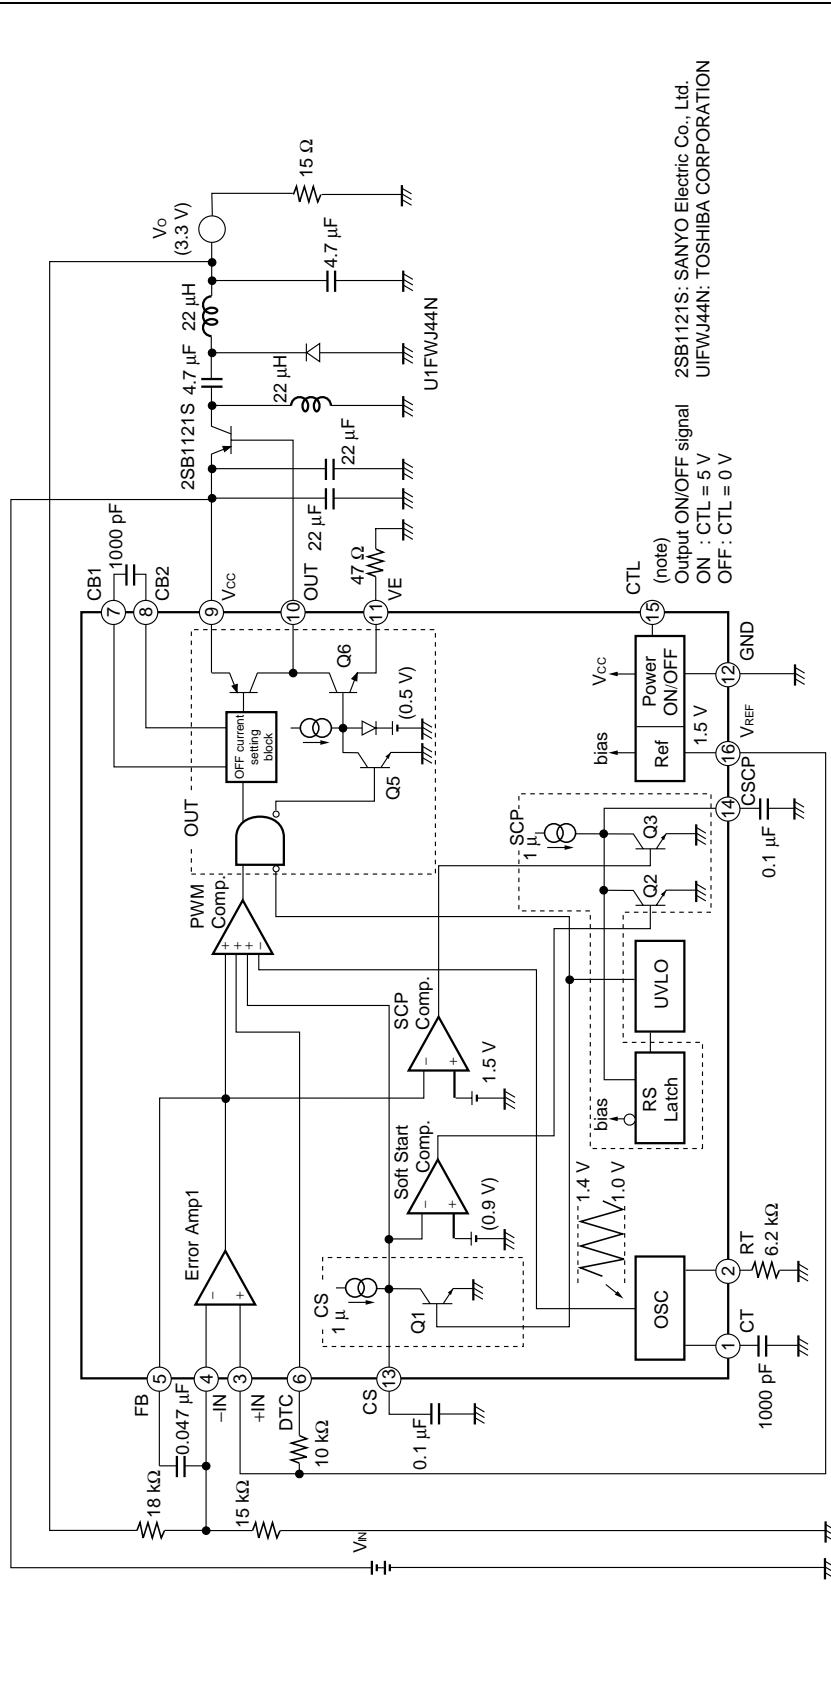 VIN
18 kΩ
15 kΩ
0.047 µF
FB
5
−IN
4
+IN
3
DTC
6
10 kΩ
CS
13
0.1 µF
Error Amp1
−
+
CS
1 µ
Q1
Soft Start
Comp.
−
+
(0.9 V)
SCP
Comp.
−
+
1.5 V
PWM
Comp.
+
+
+
−
OUT
OFF current
setting
block
Q5
Q6
(0.5 V)
CB1
7
1000 pF
8
CB2
9
VCC
10
OUT
11
VE
47 Ω
22 µF
22 µF
2SB1121S
4.7 µF
22 µH
22 µH
U1FWJ44N
4.7 µF
VO
(3.3 V)
15 Ω
OSC
1.4 V
1.0 V
1
CT
1000 pF
2
RT
6.2 kΩ
bias
RS
Latch
UVLO
SCP
1 µ
Q2
Q3
14
CSCP
0.1 µF
bias
VCC
Ref
Power
ON/OFF
1.5 V
16
VREF
12
GND
CTL
15
(note)
Output ON/OFF signal
ON : CTL = 5 V
OFF : CTL = 0 V
2SB1121S: SANYO Electric Co., Ltd.
UIFWJ44N: TOSHIBA CORPORATION